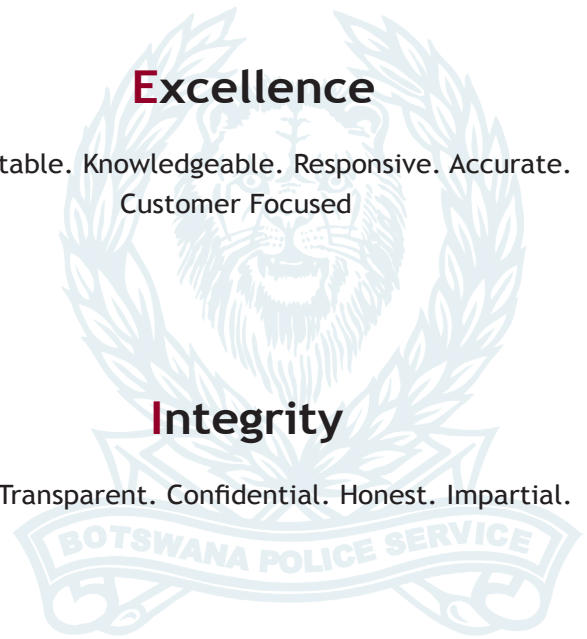 Excellence
table. Knowledgeable. Responsive. Accurate.
Customer Focused
Integrity
Transparent. Confidential. Honest. Impartial.
BOTSWANA POLICE SERVICE